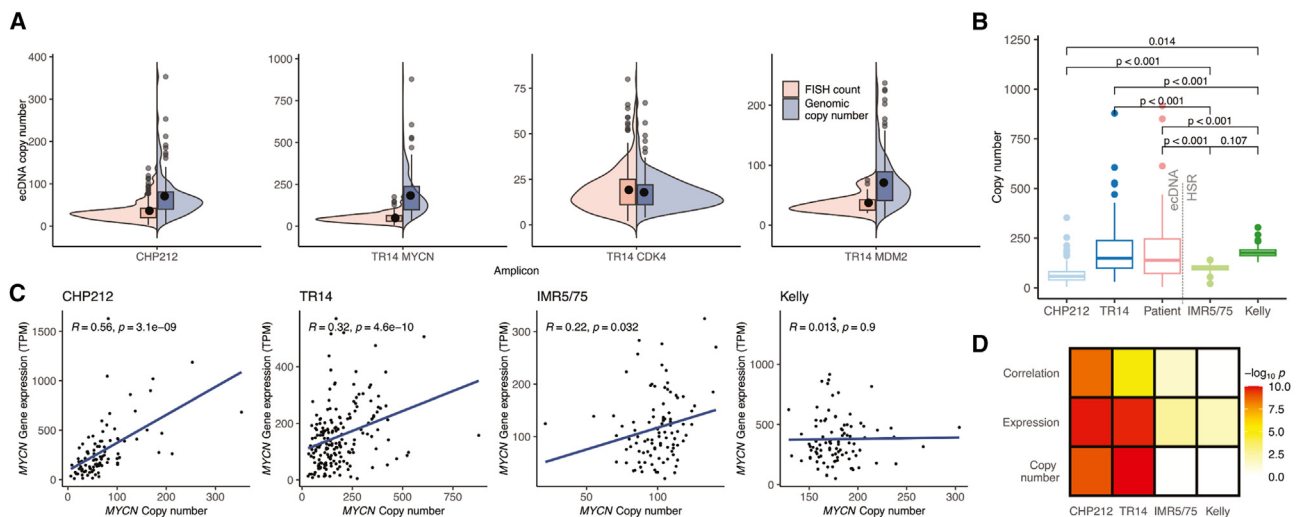 A
ecDNA copy number
400
300
200
100
0
CHP212
1000
750
500
250
0
TR14 MYCN
75
50
25
0
TR14 CDK4
200
100
0
TR14 MDM2
FISH count
Genomic
copy number
Amplicon
B
Copy number
1250
1000
750
500
250
0
0.014
p < 0.001
p < 0.001
p < 0.001
p < 0.001
p < 0.001 0.107
ecDNA
HSR
CHP212 TR14 Patient IMR5/75 Kelly
C
CHP212
R = 0.56, p = 3.1e−09
MYCN Gene expression (TPM)
1500
1000
500
0
0 100 200 300
MYCN Copy number
TR14
R = 0.32, p = 4.6e−10
MYCN Gene expression (TPM)
600
400
200
0
0 250 500 750
MYCN Copy number
IMR5/75
R = 0.22, p = 0.032
MYCN Gene expression (TPM)
300
200
100
50 100
MYCN Copy number
Kelly
R = 0.013, p = 0.9
MYCN Gene expression (TPM)
1000
500
0
150 200 250 300
MYCN Copy number
D
Correlation
Expression
Copy
number
CHP212 TR14 IMR5/75 Kelly
−log10 p
10.0
7.5
5.0
2.5
0.0